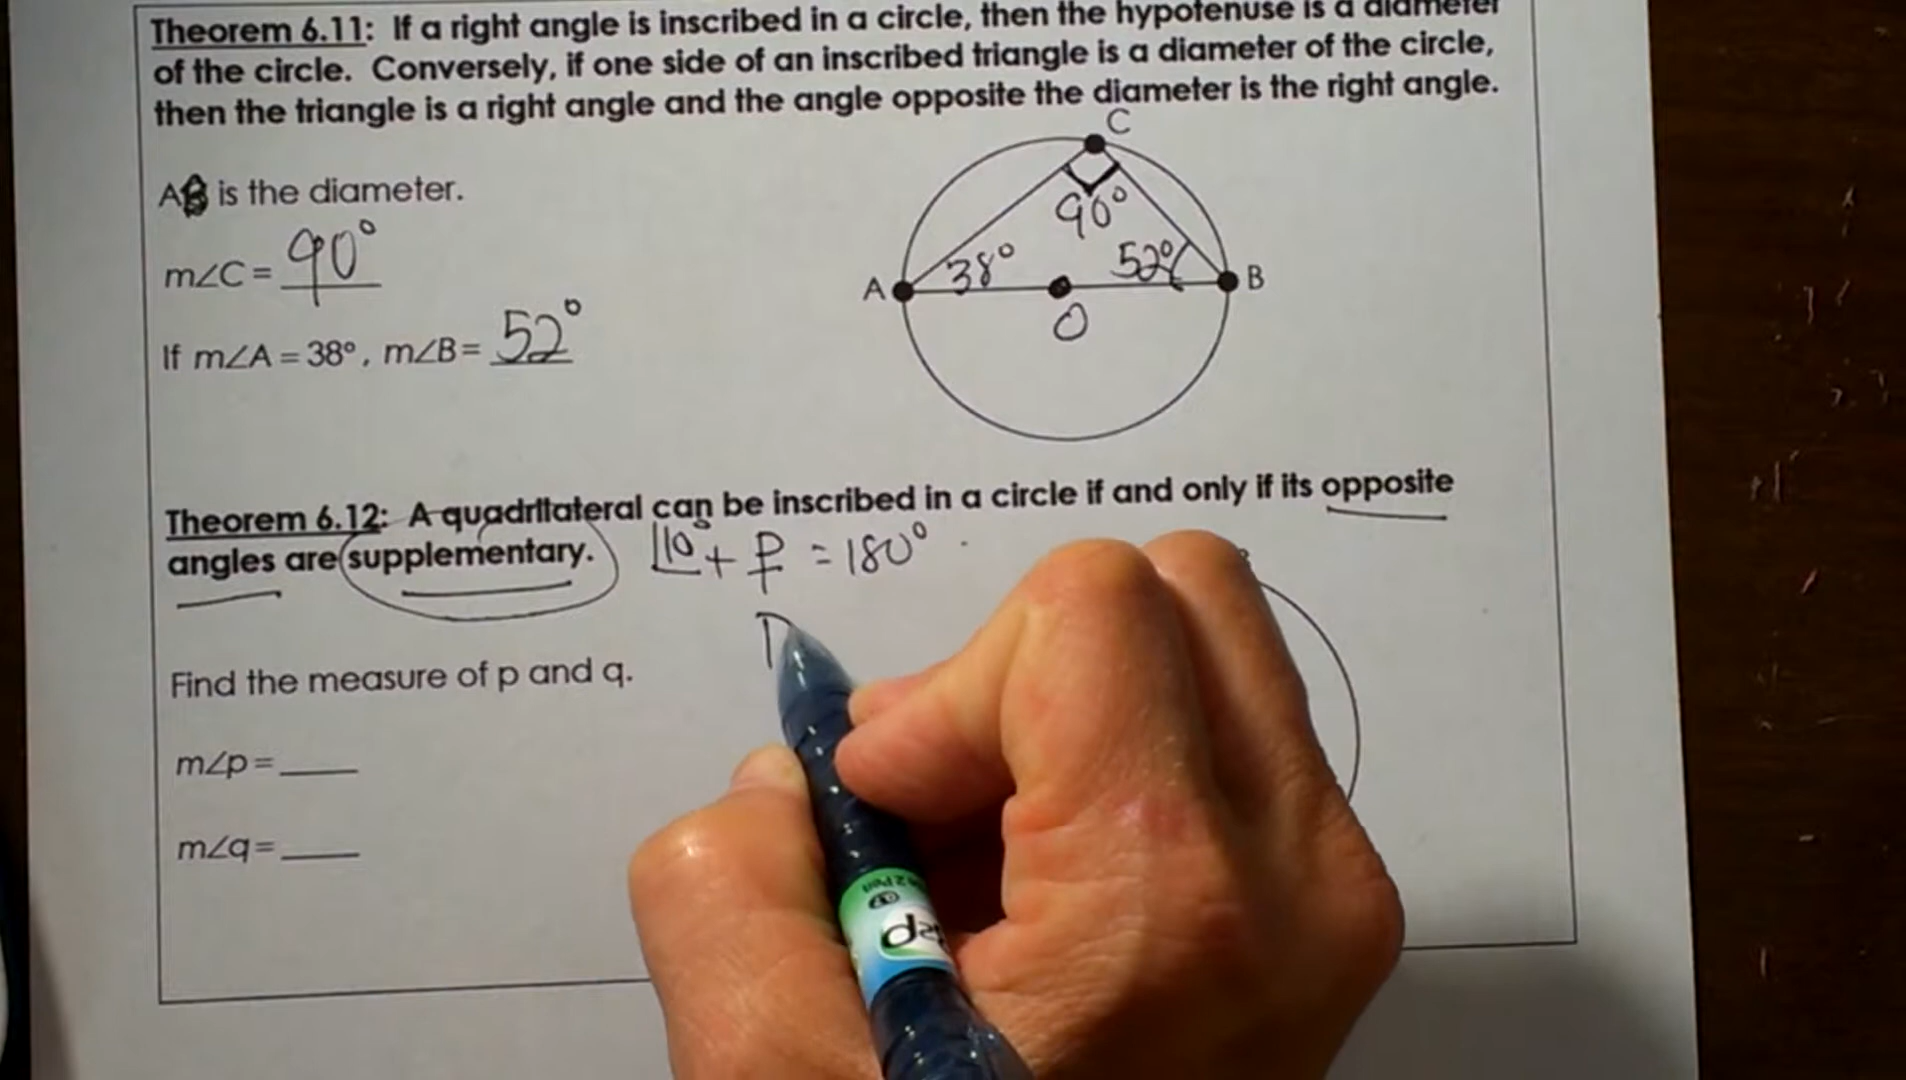 Theorem 6.11: If a right angle is inscribed in a circle, then the hypotenuse is a diameter
of the circle. Conversely, if one side of an inscribed triangle is a diameter of the circle,
then the triangle is a right angle and the angle opposite the diameter is the right angle.
C
AB is the diameter.
90°
m∠C = 90°
38°
52°
A
B
O
If m∠A = 38°, m∠B= 52°
Theorem 6.12: A quadrilateral can be inscribed in a circle if and only if its opposite
angles are supplementary.
110° + p = 180°
P
Find the measure of p and q.
m∠p= ____
m∠q= ____